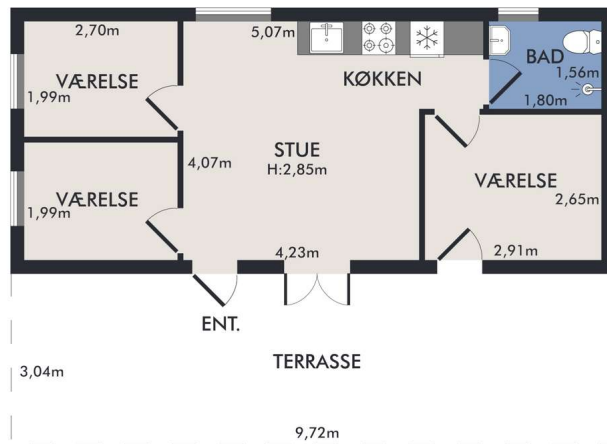 2,70m
5,07m
VÆRELSE
1,99m
KØKKEN
BAD
1,56m
1,80m
STUE
H:2,85m
4,07m
VÆRELSE
1,99m
VÆRELSE
2,65m
4,23m
2,91m
ENT.
TERRASSE
3,04m
9,72m